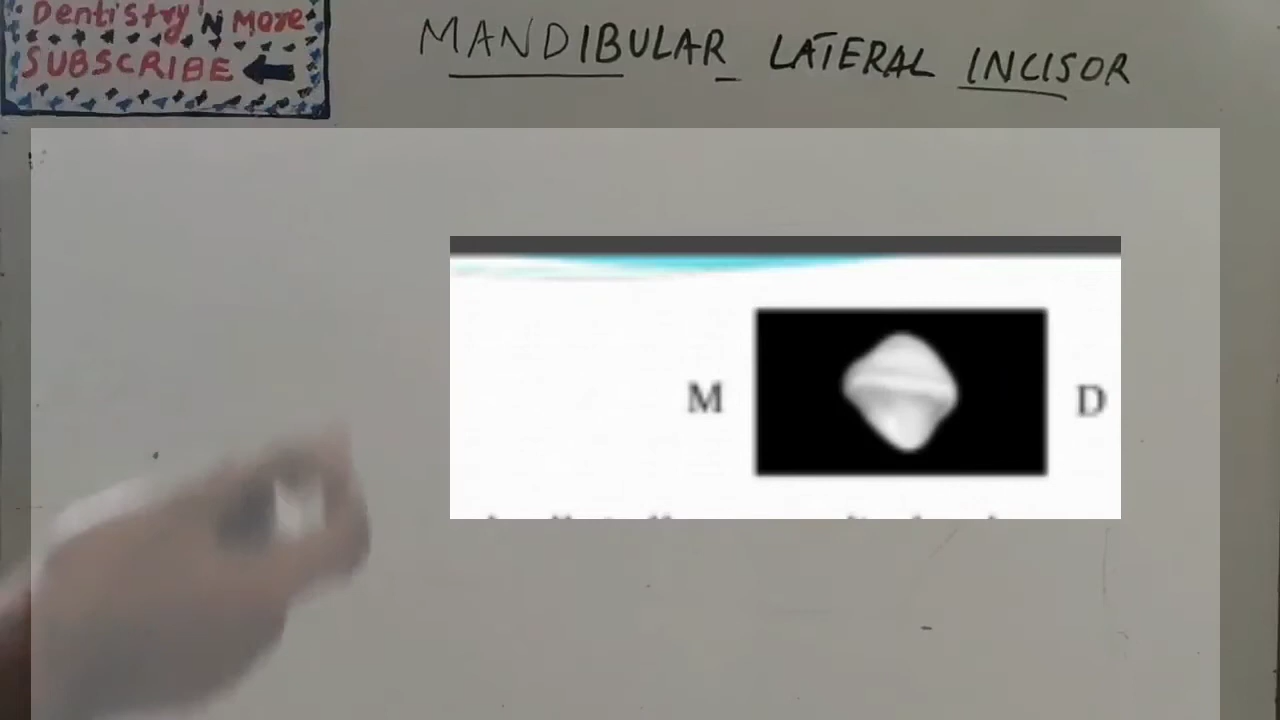 Dentistry 'N More
SUBSCRIBE
MANDIBULAR LATERAL INCISOR
M
D